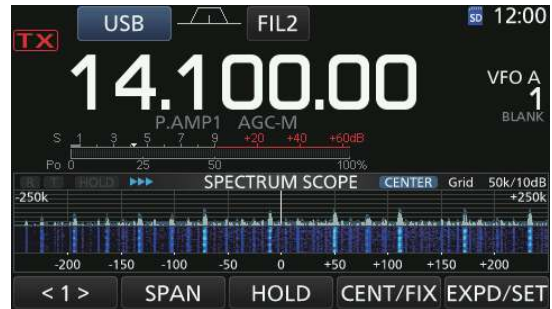 USB FIL2 SD 12:00
TX
14.100.00
VFO A
1
BLANK
P.AMP1 AGC-M
S 1 3 5 7 9 +20 +40 +60dB
Po 0 25 50 100%
R T HOLD SPECTRUM SCOPE CENTER Grid 50k/10dB
-250k +250k
-200 -150 -100 -50 0 +50 +100 +150 +200
< 1 > SPAN HOLD CENT/FIX EXPD/SET